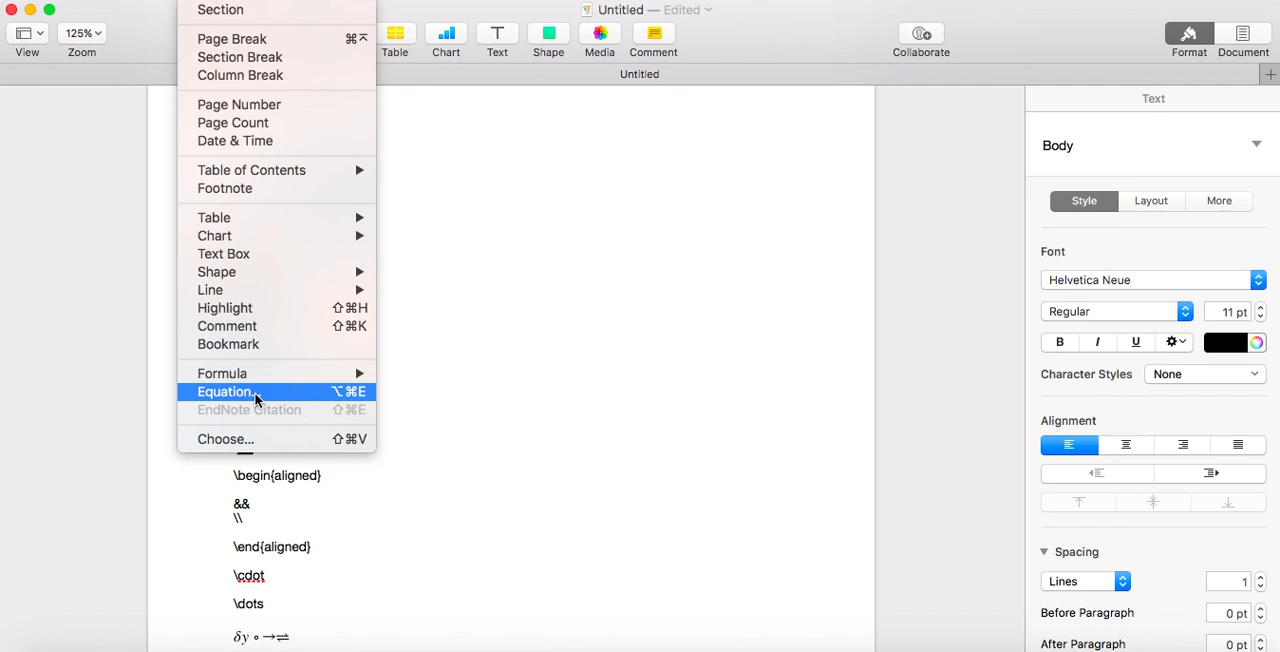 Untitled — Edited
125%
View
Zoom
Table
Chart
Text
Shape
Media
Comment
Collaborate
Format
Document
Untitled
Section
Page Break ⌘⌤
Section Break
Column Break
Page Number
Page Count
Date & Time
Table of Contents
Footnote
Table
Chart
Text Box
Shape
Line
Highlight ⇧⌘H
Comment ⇧⌘K
Bookmark
Formula
Equation... ⌥⌘E
EndNote Citation ⇧⌘E
Choose... ⇧⌘V
\begin{aligned}
&&
\\
\end{aligned}
\cdot
\dots
δy∘→⇌
Text
Body
Style Layout More
Font
Helvetica Neue
Regular 11 pt
B I U
Character Styles None
Alignment
Spacing
Lines 1
Before Paragraph 0 pt
After Paragraph 0 pt